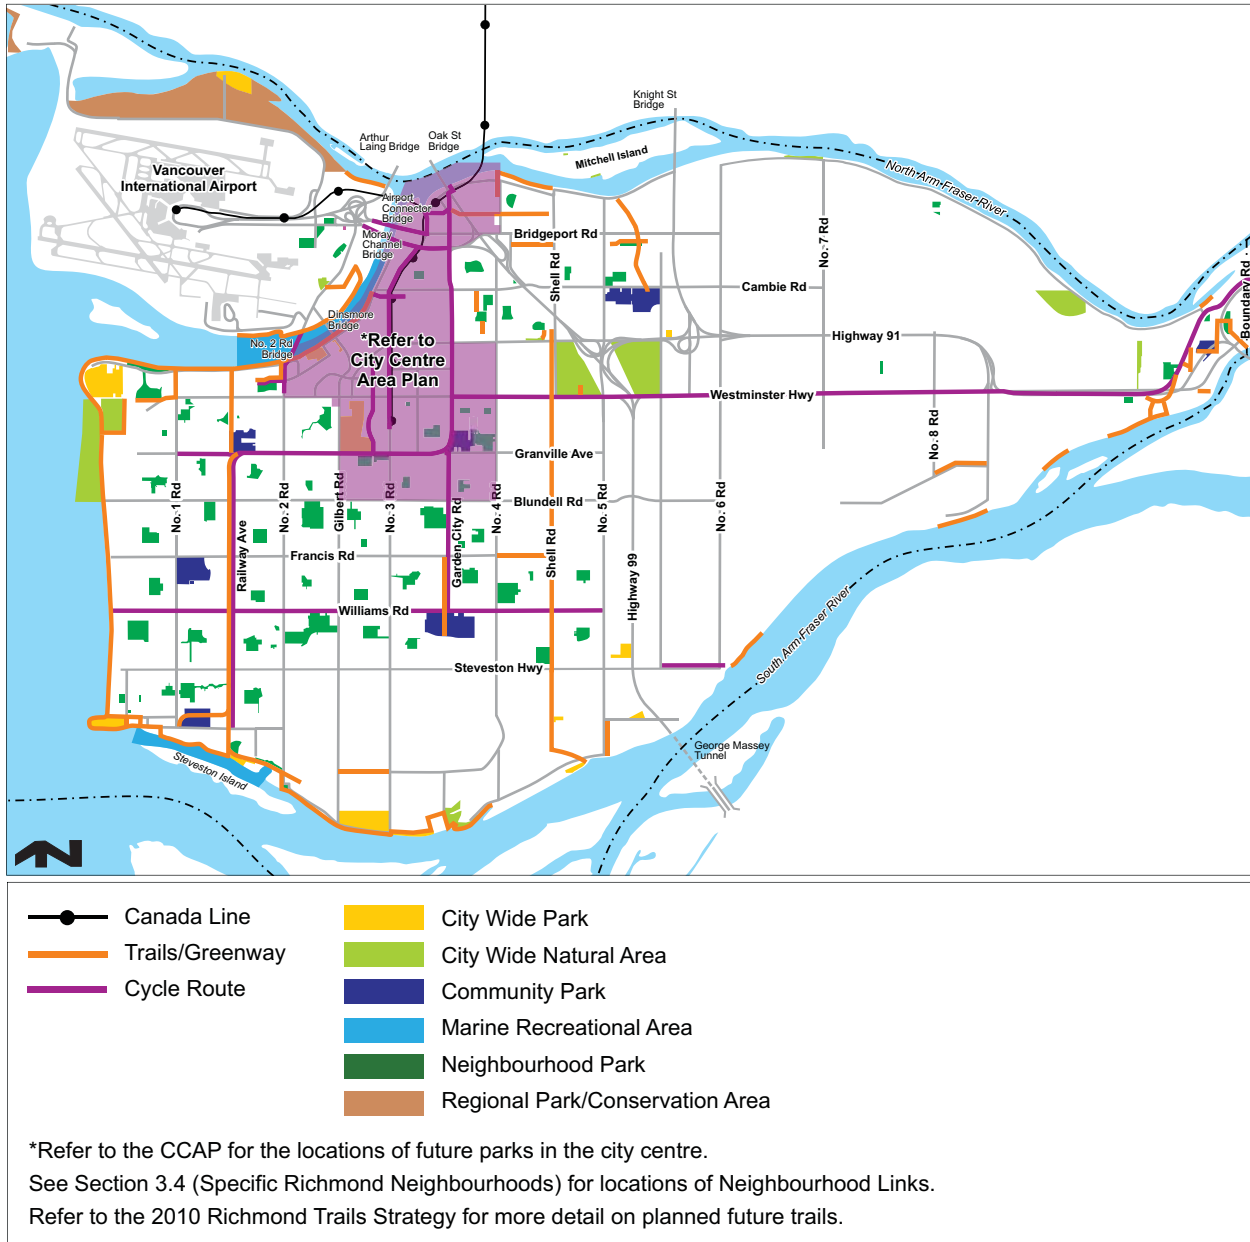 Knight St
Bridge
Arthur
Laing Bridge
Oak St
Bridge
Mitchell Island
Vancouver
International Airport
North Arm Fraser River
Airport
Connector
Bridge
Moray
Channel
Bridge
Bridgeport Rd
No. 7 Rd
Shell Rd
Boundary Rd
Cambie Rd
Dinsmore
Bridge
No. 2 Rd
Bridge
*Refer to
City Centre
Area Plan
Highway 91
Westminster Hwy
No. 8 Rd
Granville Ave
Blundell Rd
No. 1 Rd
Railway Ave
No. 2 Rd
Gilbert Rd
No. 3 Rd
Garden City Rd
No. 4 Rd
Shell Rd
No. 5 Rd
Highway 99
No. 6 Rd
Francis Rd
Williams Rd
Steveston Hwy
South Arm Fraser River
George Massey
Tunnel
Steveston Island
N
Canada Line
Trails/Greenway
Cycle Route
City Wide Park
City Wide Natural Area
Community Park
Marine Recreational Area
Neighbourhood Park
Regional Park/Conservation Area
*Refer to the CCAP for the locations of future parks in the city centre.
See Section 3.4 (Specific Richmond Neighbourhoods) for locations of Neighbourhood Links.
Refer to the 2010 Richmond Trails Strategy for more detail on planned future trails.